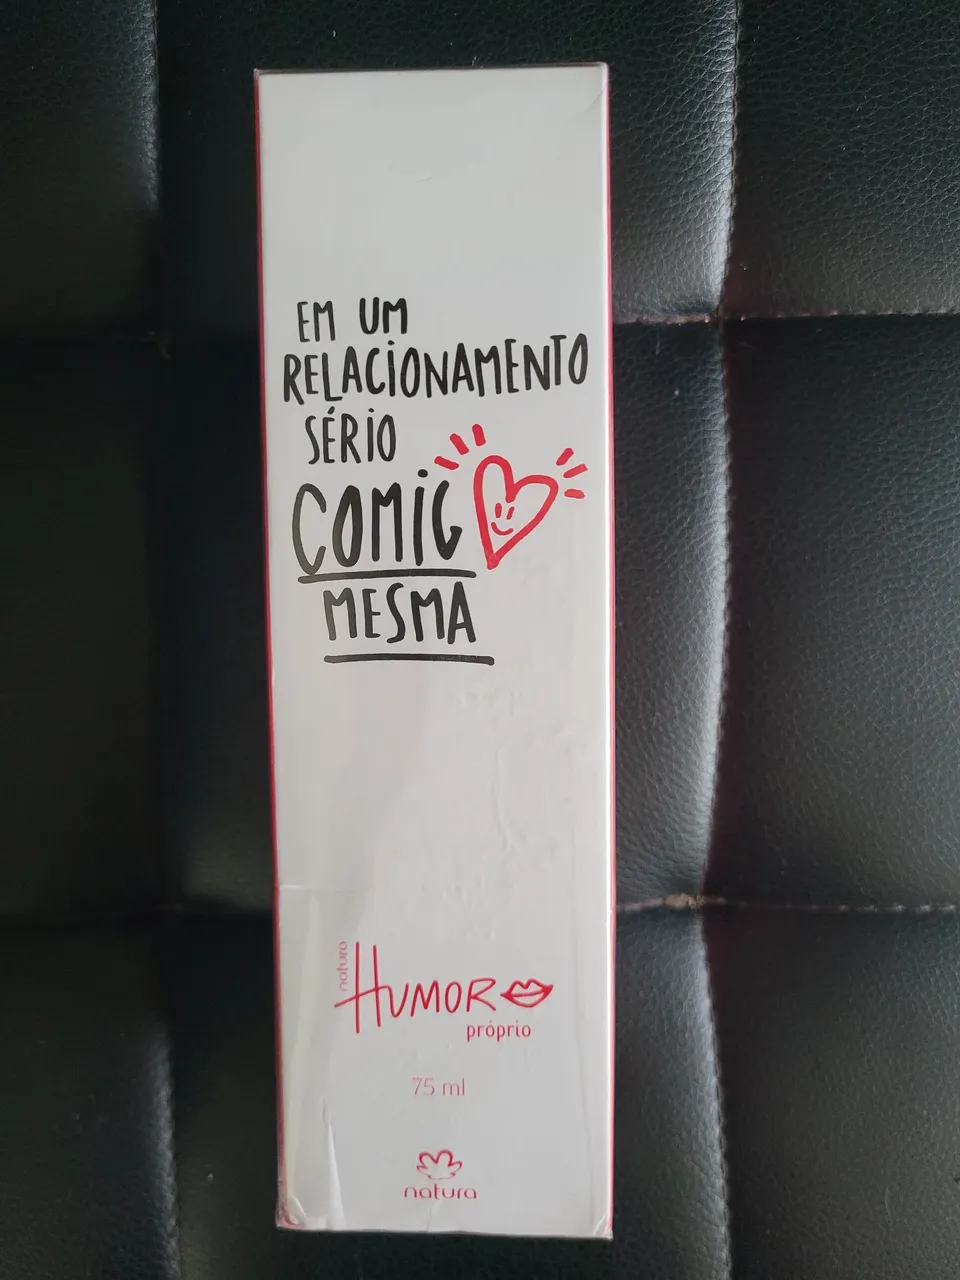 EM UM
RELACIONAMENTO
SÉRIO
COMIG
MESMA
natura
HUMOR
próprio
75 ml
natura